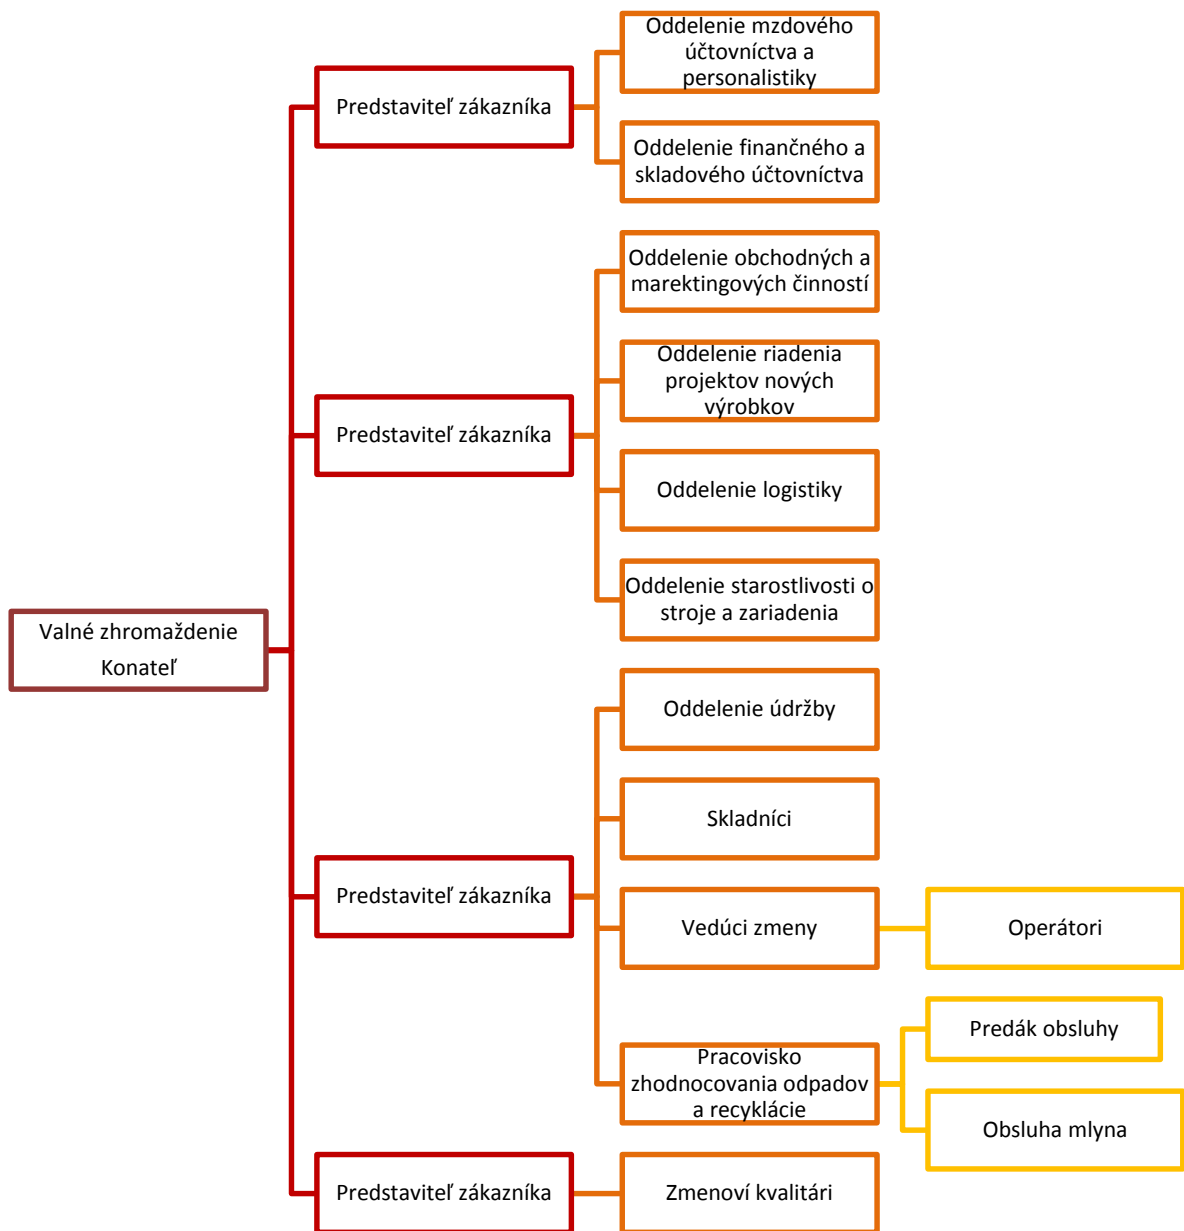 Valné zhromaždenie
Konateľ
Predstaviteľ zákazníka
Oddelenie mzdového
účtovníctva a
personalistiky
Oddelenie finančného a
skladového účtovníctva
Predstaviteľ zákazníka
Oddelenie obchodných a
marektingových činností
Oddelenie riadenia
projektov nových
výrobkov
Oddelenie logistiky
Oddelenie starostlivosti o
stroje a zariadenia
Predstaviteľ zákazníka
Oddelenie údržby
Skladníci
Vedúci zmeny
Operátori
Pracovisko
zhodnocovania odpadov
a recyklácie
Predák obsluhy
Obsluha mlyna
Predstaviteľ zákazníka
Zmenoví kvalitári